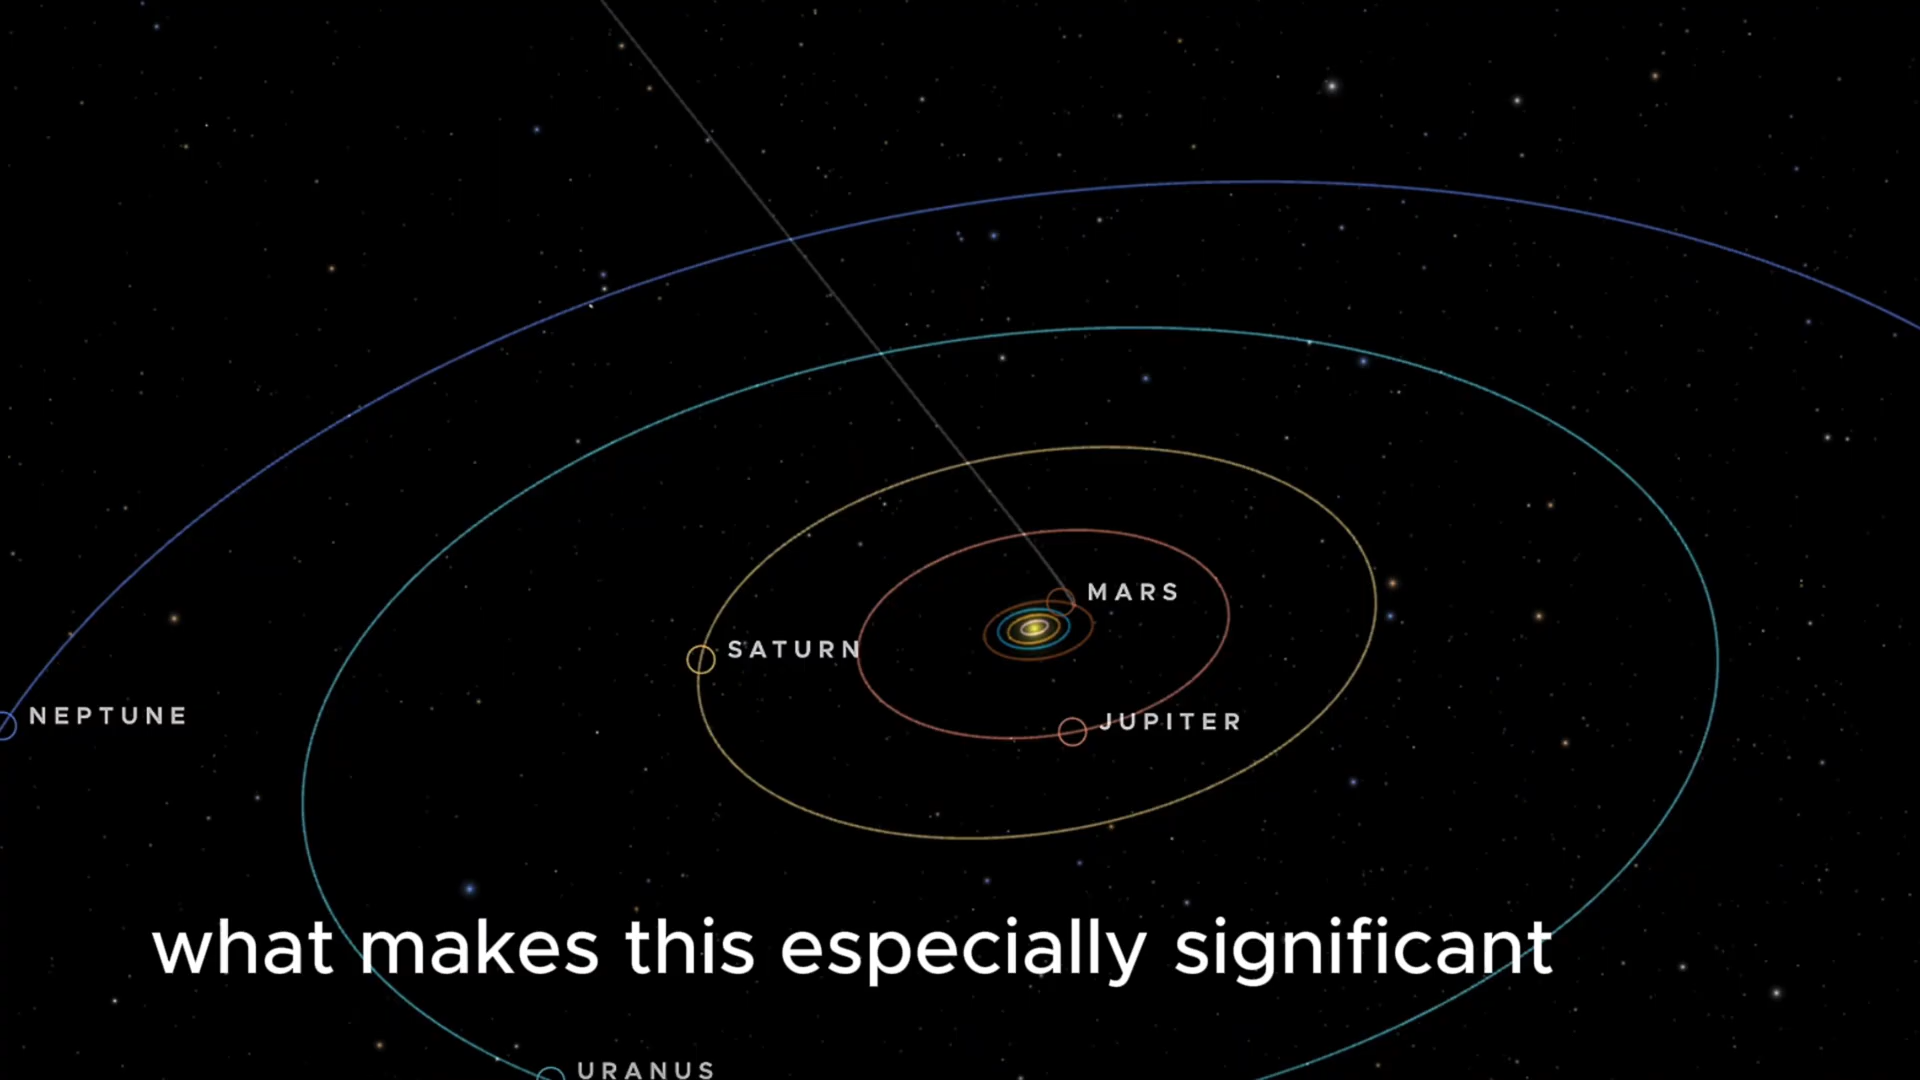 MARS
SATURN
NEPTUNE
JUPITER
what makes this especially significant
URANUS